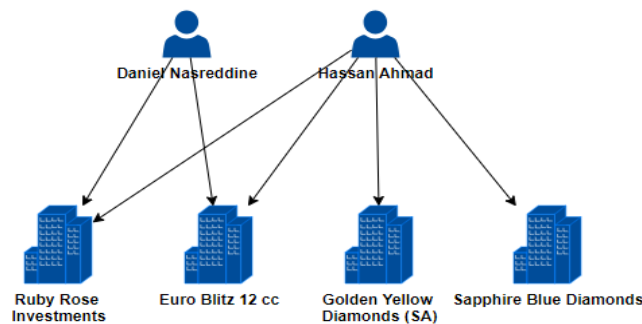 Daniel Nasreddine
Hassan Ahmad
Ruby Rose
Investments
Euro Blitz 12 cc
Golden Yellow
Diamonds (SA)
Sapphire Blue Diamonds